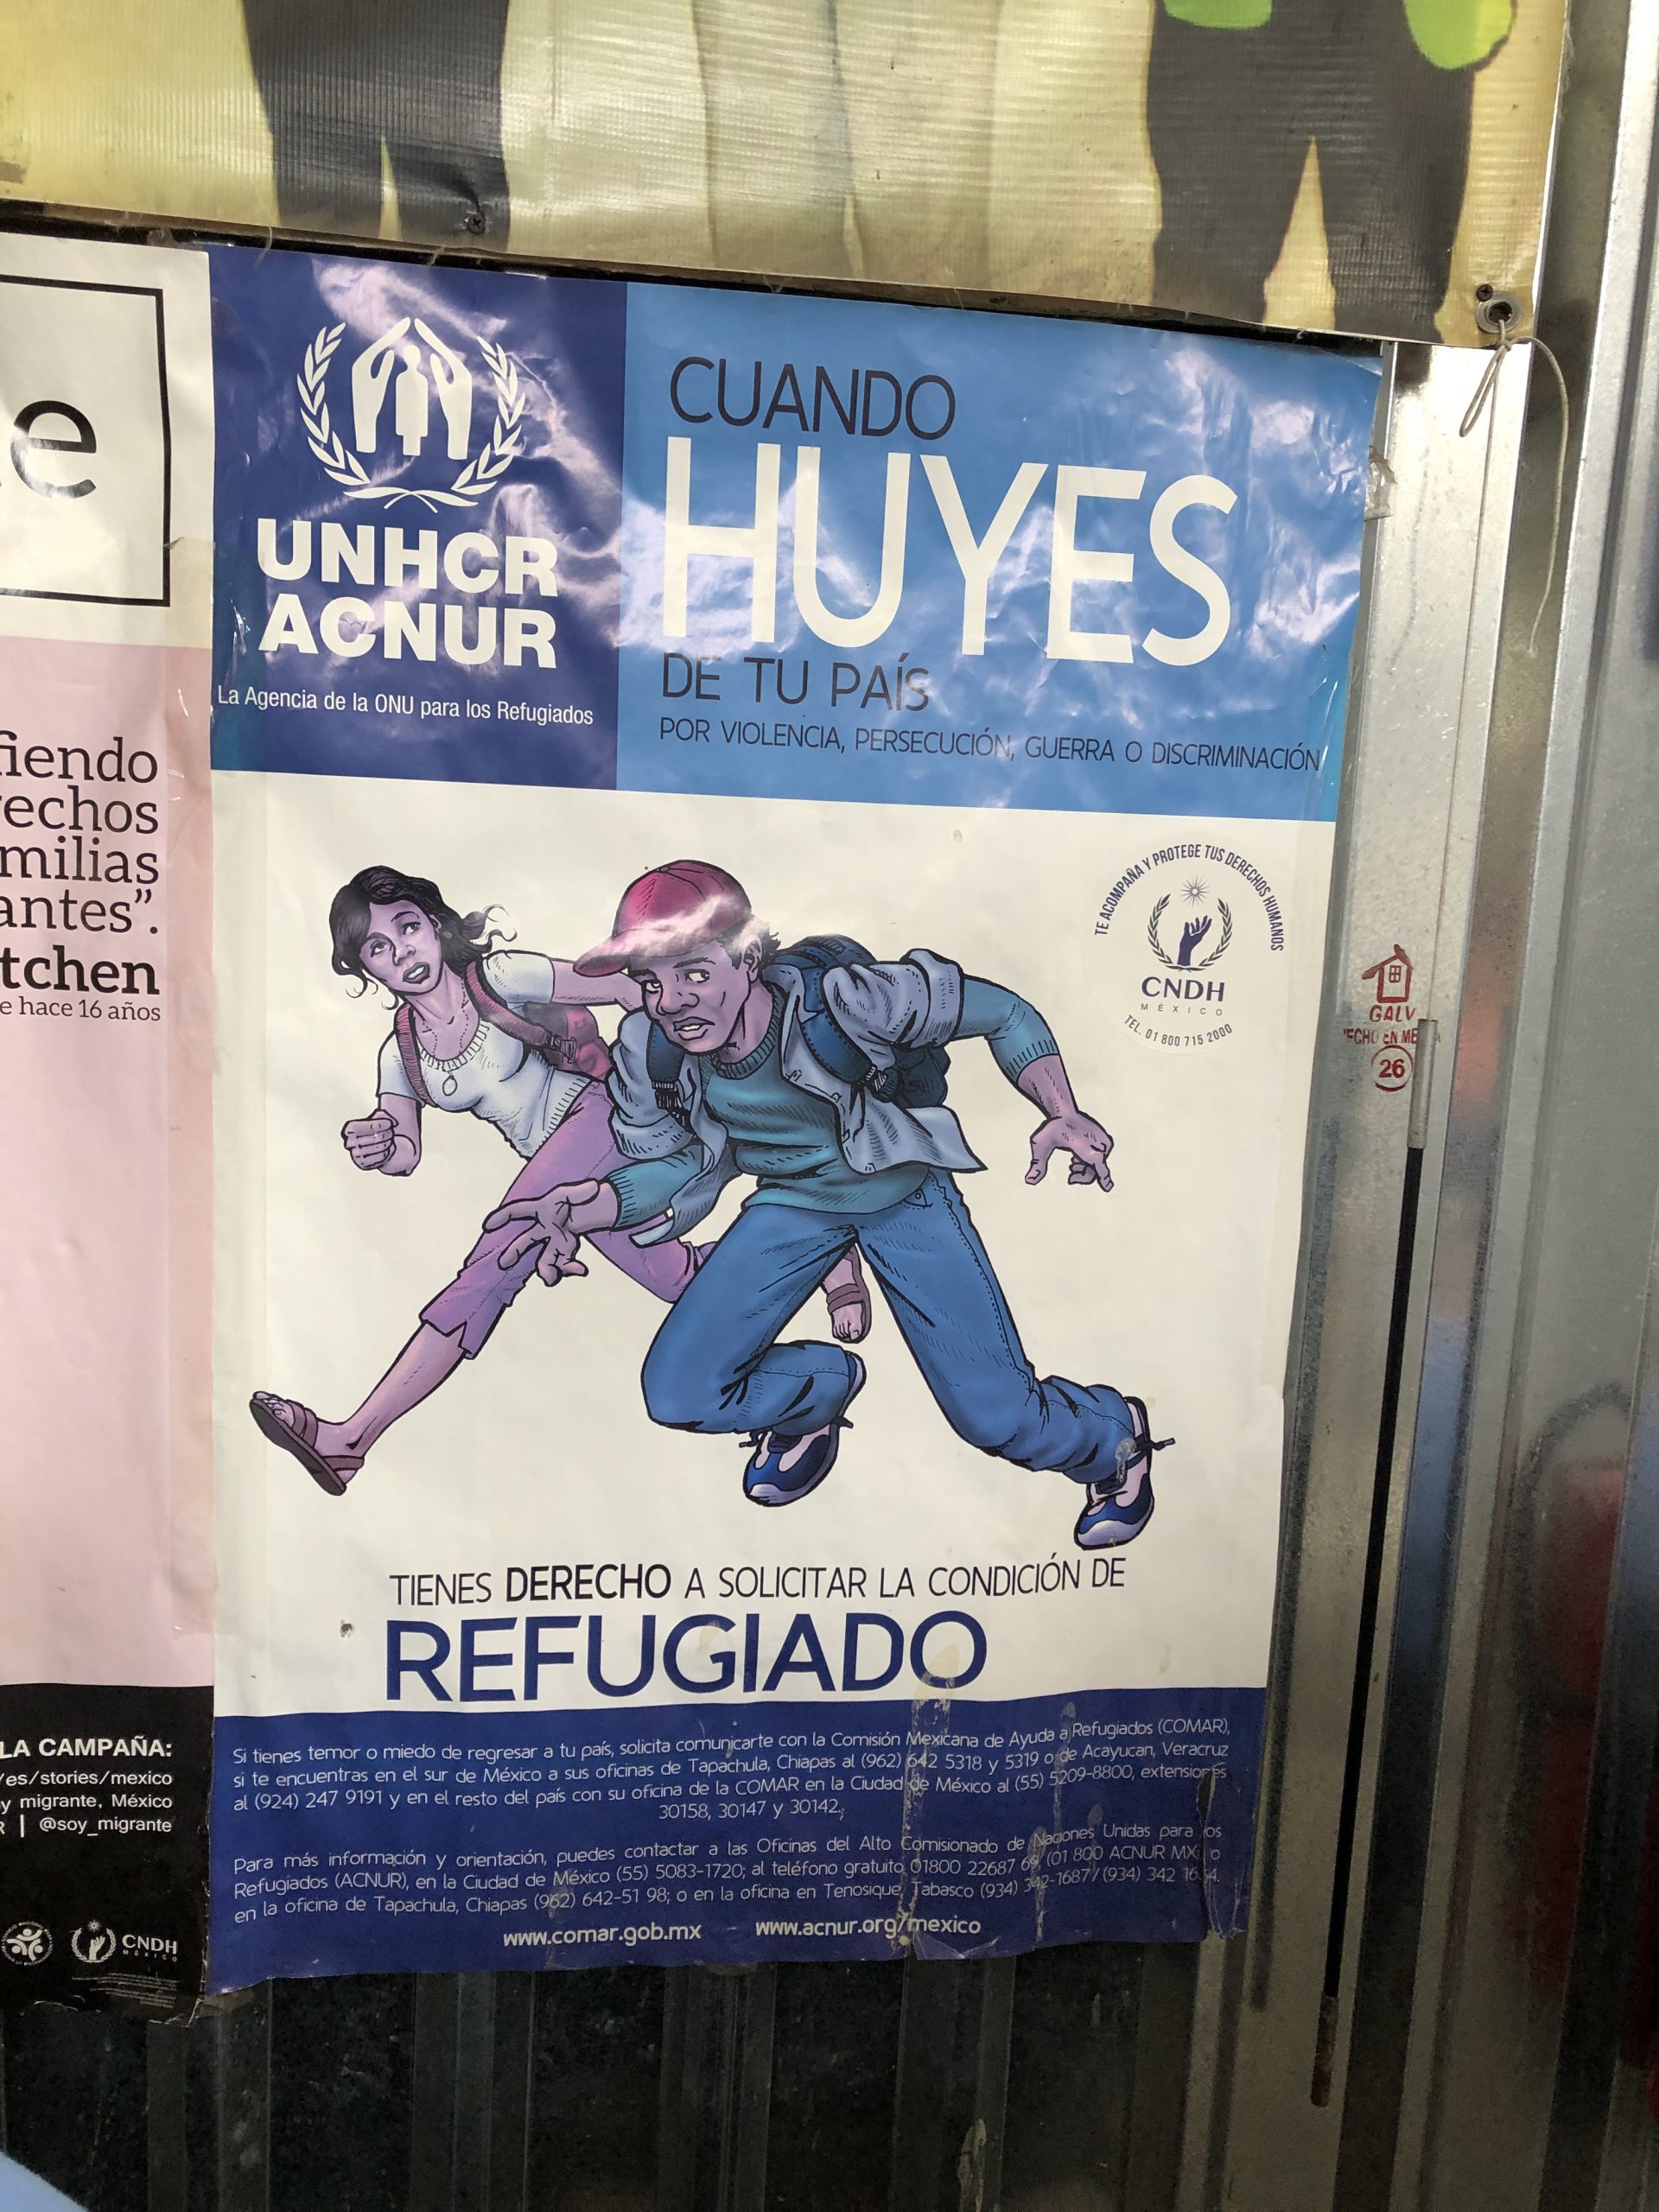 e
fiendo
rechos
milias
antes”.
tchen
e hace 16 años
LA CAMPAÑA:
/es/stories/mexico
y migrante, México
R | @soy_migrante
CNDH
MÉXICO
UNHCR
ACNUR
La Agencia de la ONU para los Refugiados
CUANDO
HUYES
DE TU PAÍS
POR VIOLENCIA, PERSECUCIÓN, GUERRA O DISCRIMINACIÓN
TE ACOMPAÑA Y PROTEGE TUS DERECHOS HUMANOS
CNDH
MÉXICO
TEL. 01 800 715 2000
TIENES DERECHO A SOLICITAR LA CONDICIÓN DE
REFUGIADO
Si tienes temor o miedo de regresar a tu país, solicita comunicarte con la Comisión Mexicana de Ayuda a Refugiados (COMAR),
si te encuentras en el sur de México a sus oficinas de Tapachula, Chiapas al (962) 642 5318 y 5319 o de Acayucan, Veracruz
al (924) 247 9191 y en el resto del país con su oficina de la COMAR en la Ciudad de México al (55) 5209-8800, extensiones
30158, 30147 y 30142.
Para más información y orientación, puedes contactar a las Oficinas del Alto Comisionado de Naciones Unidas para los
Refugiados (ACNUR), en la Ciudad de México (55) 5083-1720; al teléfono gratuito 01800 22687 69, (01 800 ACNUR MX) o
en la oficina de Tapachula, Chiapas (962) 642-51 98; o en la oficina en Tenosique, Tabasco (934) 342-1687 / (934) 342
www.comar.gob.mx - www.acnur.org/mexico
GALV
ECHO EN ME
26